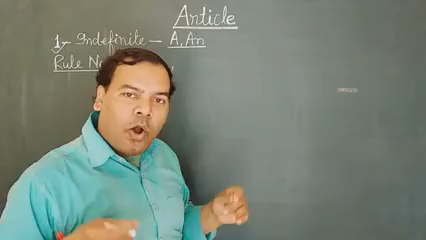 Article
1,- Indefinite - A, An
Rule